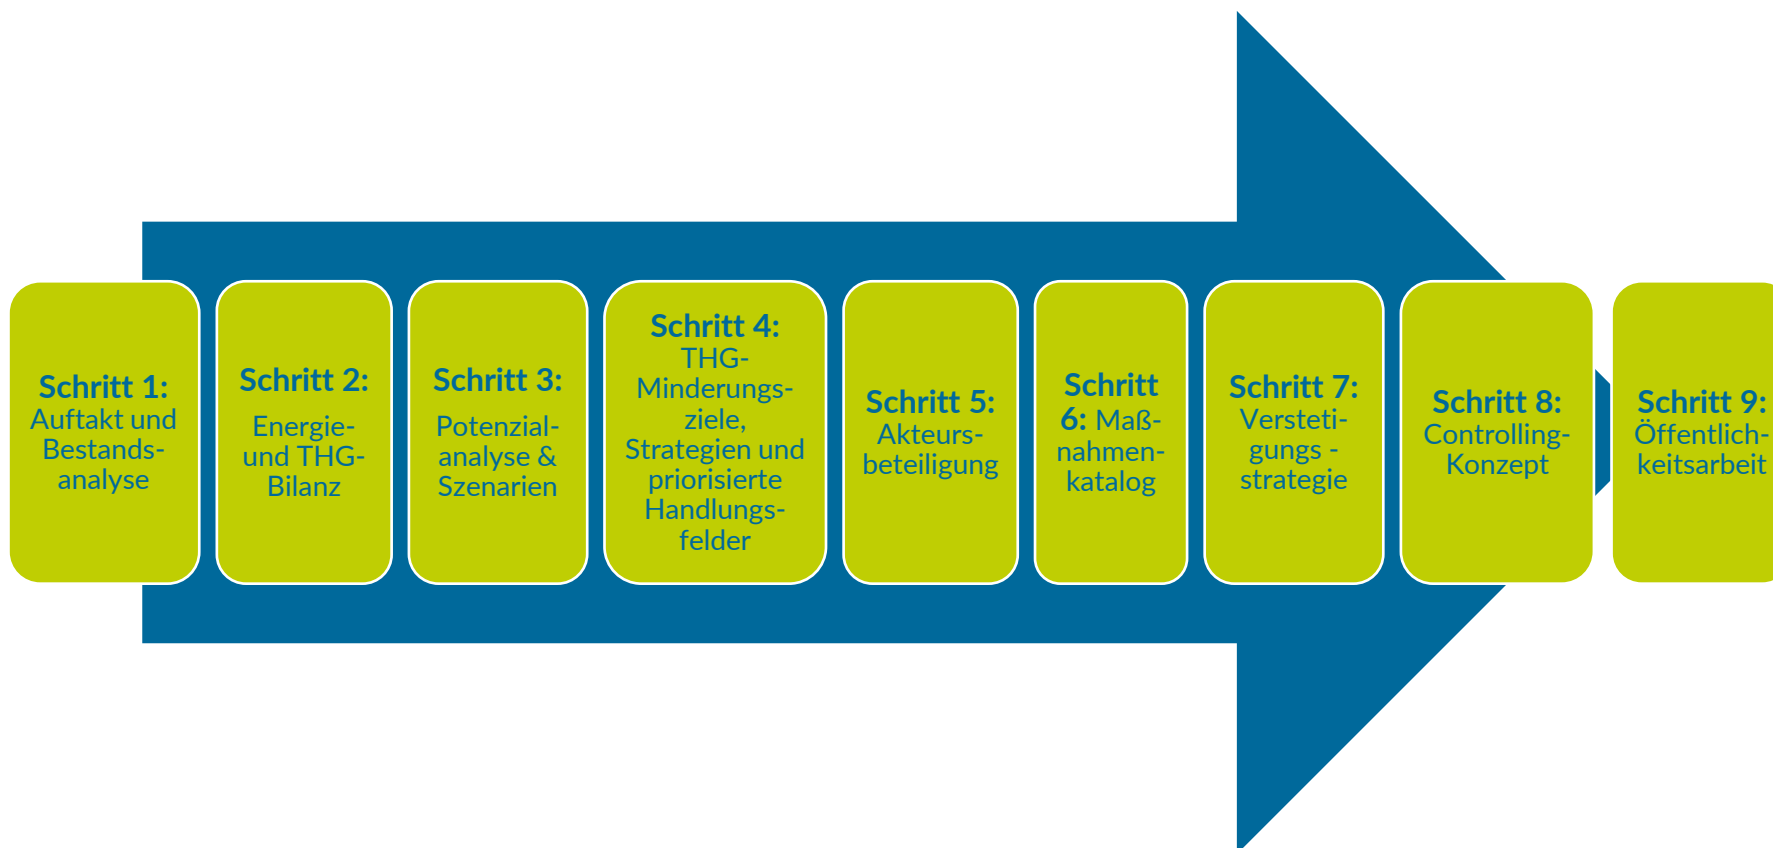 Schritt 1:
Auftakt und
Bestands-
analyse
Schritt 2:
Energie-
und THG-
Bilanz
Schritt 3:
Potenzial-
analyse &
Szenarien
Schritt 4:
THG-
Minderungs-
ziele,
Strategien und
priorisierte
Handlungs-
felder
Schritt 5:
Akteurs-
beteiligung
Schritt
6: Maß-
nahmen-
katalog
Schritt 7:
Versteti-
gungs -
strategie
Schritt 8:
Controlling-
Konzept
Schritt 9:
Öffentlich-
keitsarbeit